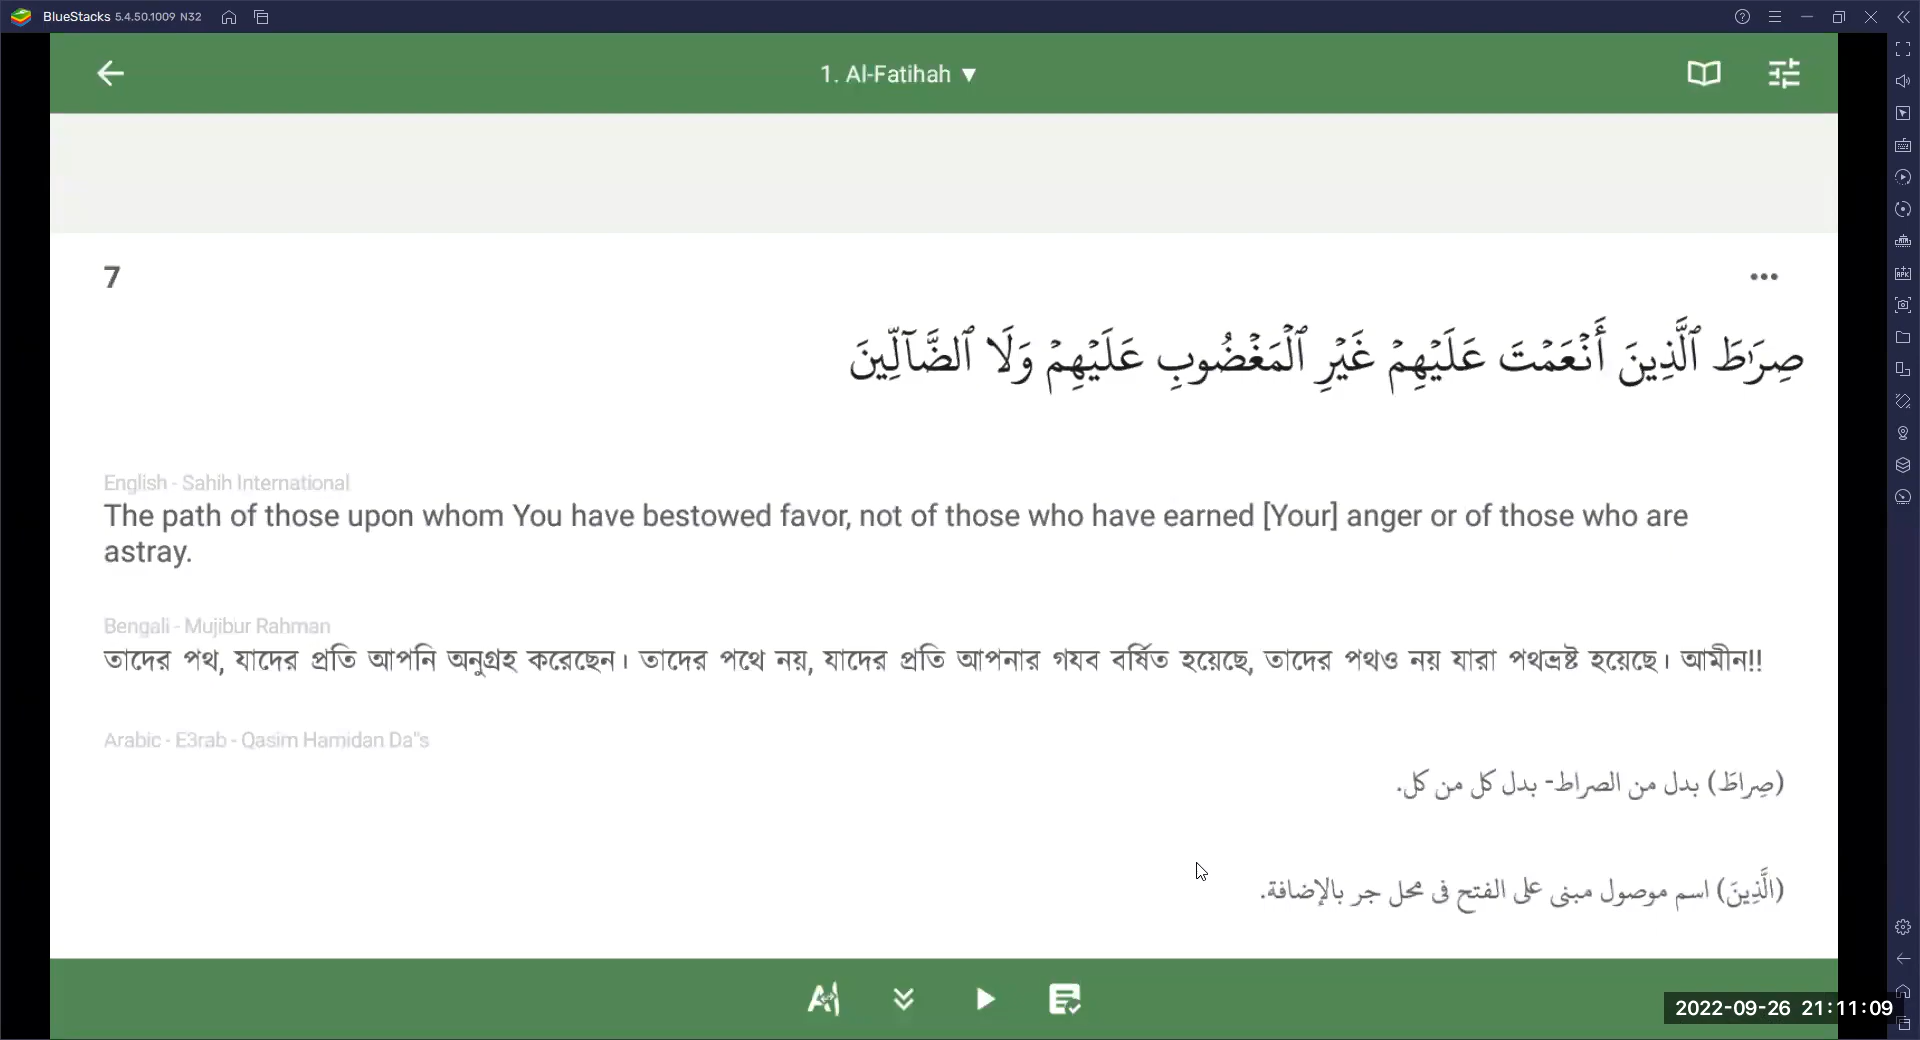 BlueStacks 5.4.50.1009 N32
1. Al-Fatihah ▼
7
صِرَٰطَ ٱلَّذِينَ أَنْعَمْتَ عَلَيْهِمْ غَيْرِ ٱلْمَغْضُوبِ عَلَيْهِمْ وَلَا ٱلضَّآلِّينَ
English - Sahih International
The path of those upon whom You have bestowed favor, not of those who have earned [Your] anger or of those who are
astray.
Bengali - Mujibur Rahman
তাদের পথ, যাদের প্রতি আপনি অনুগ্রহ করেছেন। তাদের পথে নয়, যাদের প্রতি আপনার গযব বর্ষিত হয়েছে, তাদের পথও নয় যারা পথভ্রষ্ট হয়েছে। আমীন!!
Arabic - E3rab - Qasim Hamidan Da"s
(صِراطَ) بدل من الصراط- بدل كل من كل.
(الَّذِينَ) اسم موصول مبنى على الفتح فى محل جر بالإضافة.
2022-09-26 21:11:09